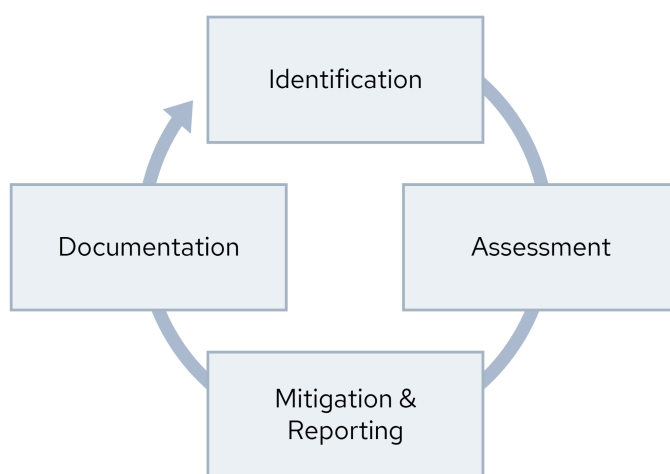 Identification
Documentation
Assessment
Mitigation &
Reporting